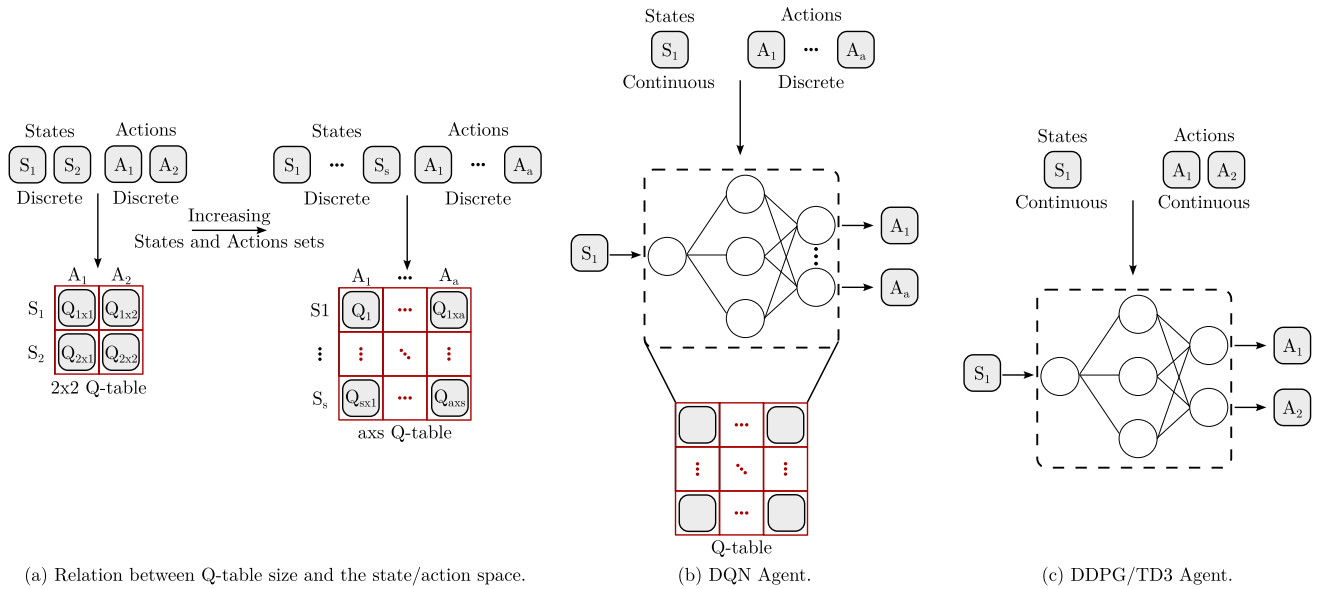 States Actions
S1 S2 A1 A2
Discrete Discrete
A1 A2
S1 Q1x1 Q1x2
S2 Q2x1 Q2x2
2x2 Q-table
Increasing
States and Actions sets
States Actions
S1 ... Ss A1 ... Aa
Discrete Discrete
A1 ... Aa
S1 Q1 ... Q1xa
Ss Qsx1 ... Qaxs
axs Q-table
(a) Relation between Q-table size and the state/action space.
States Actions
S1 A1 ... Aa
Continuous Discrete
S1
A1
Aa
Q-table
(b) DQN Agent.
States Actions
S1 A1 A2
Continuous Continuous
S1
A1
A2
(c) DDPG/TD3 Agent.